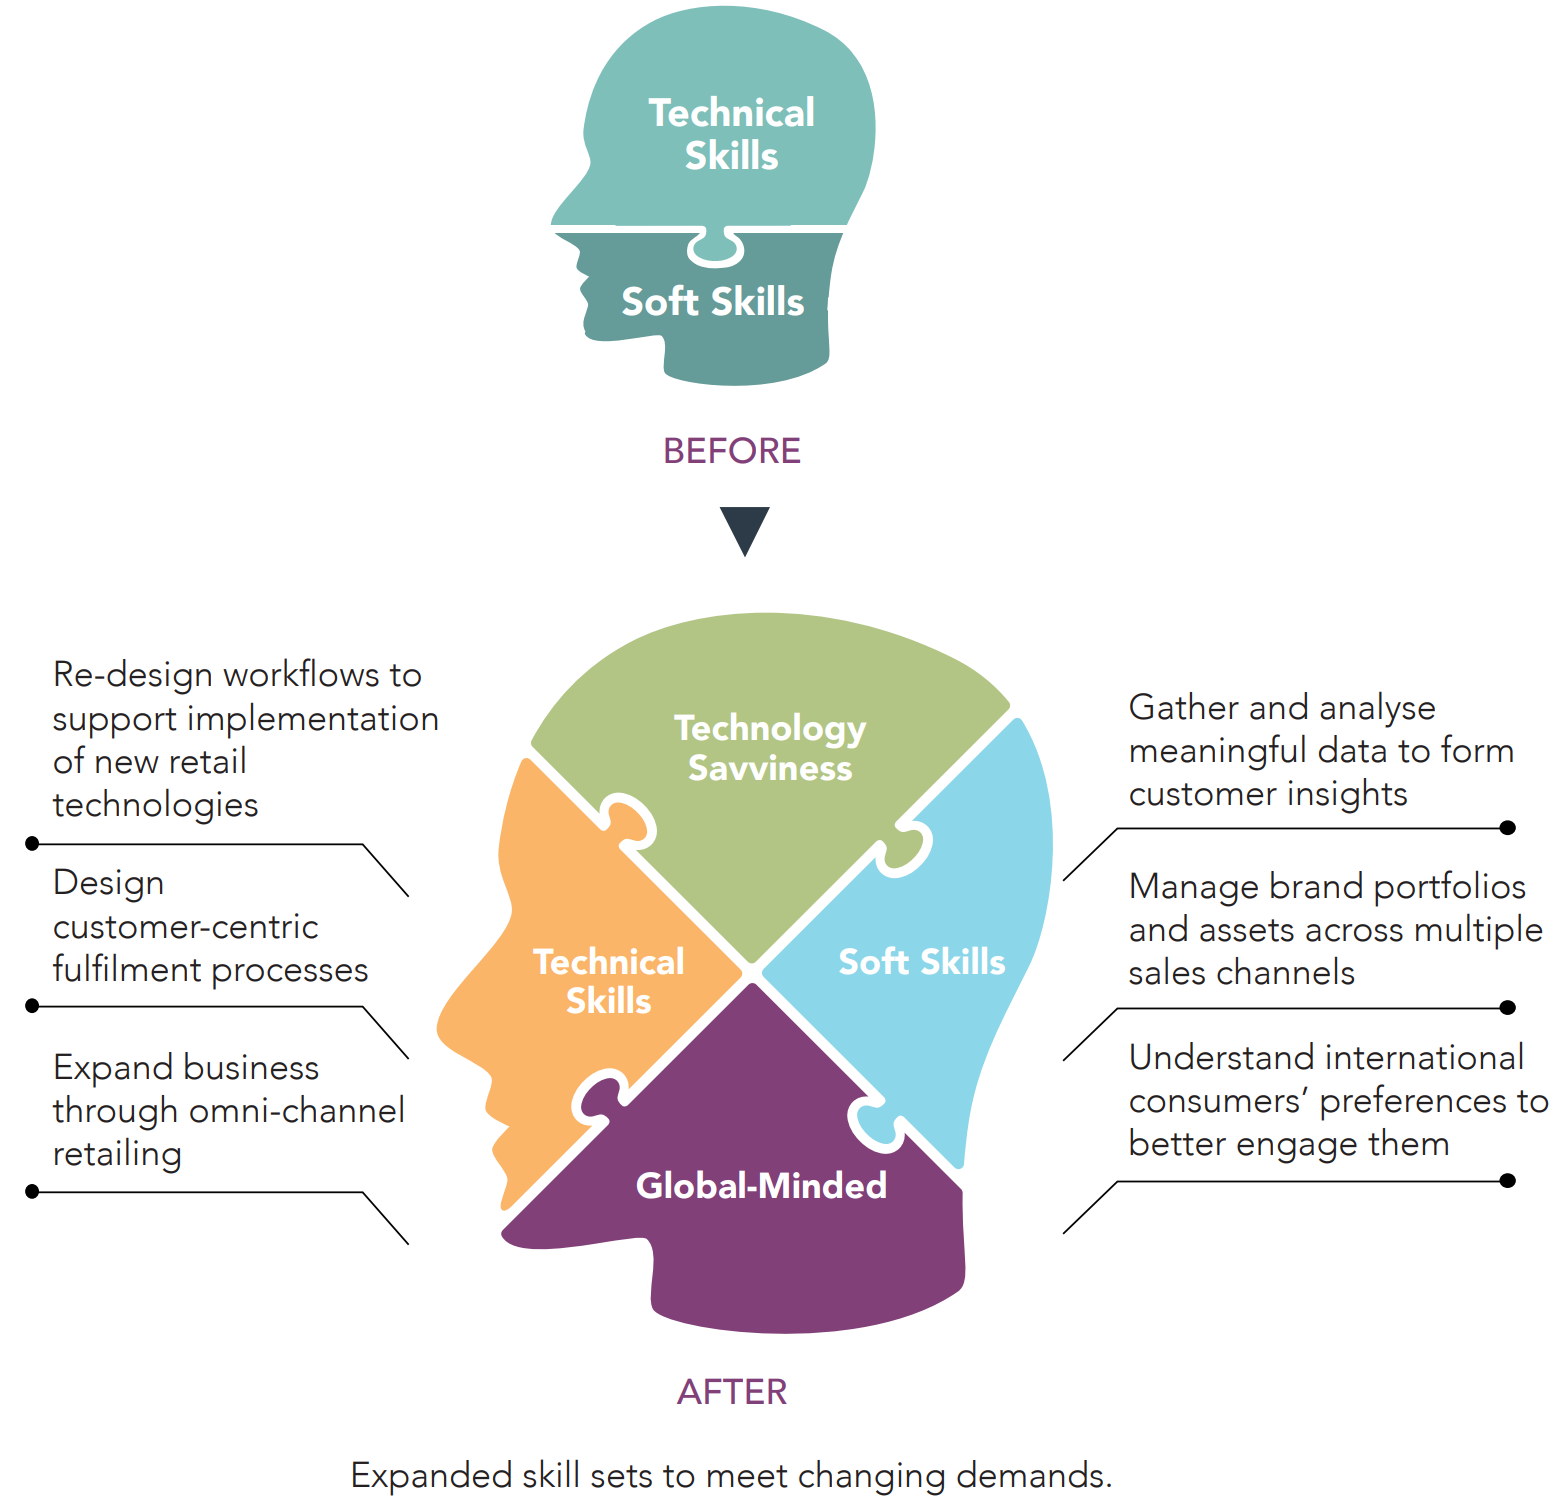 Technical
Skills
Soft Skills
BEFORE
Re-design workflows to
support implementation
of new retail
technologies
Design
customer-centric
fulfilment processes
Expand business
through omni-channel
retailing
Technology
Savviness
Technical
Skills
Soft Skills
Global-Minded
Gather and analyse
meaningful data to form
customer insights
Manage brand portfolios
and assets across multiple
sales channels
Understand international
consumers’ preferences to
better engage them
AFTER
Expanded skill sets to meet changing demands.